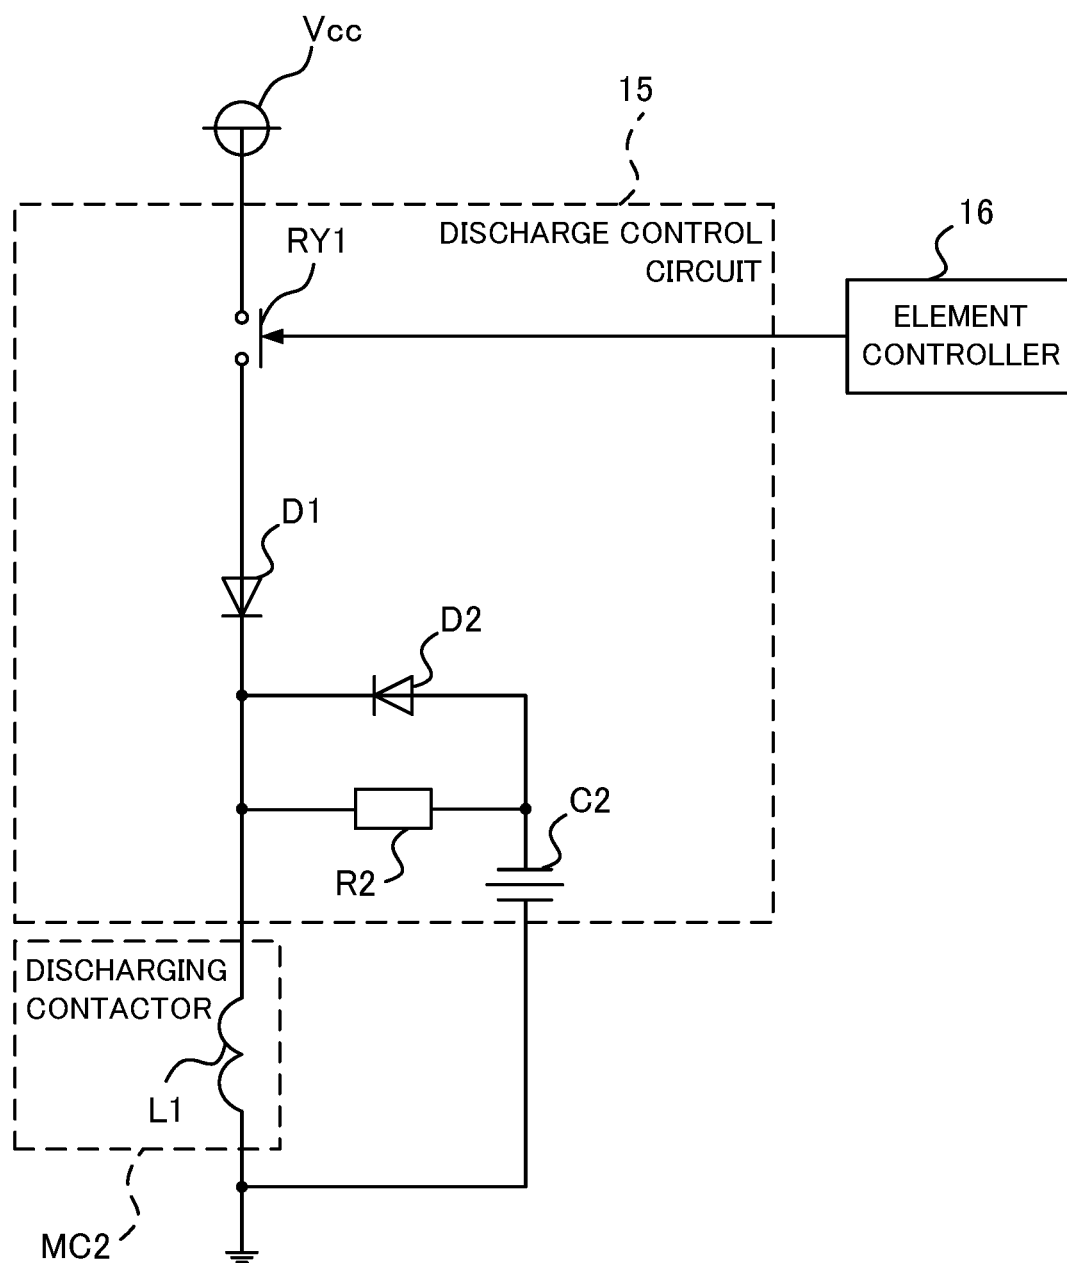 Vcc
15
DISCHARGE CONTROL
CIRCUIT
RY1
16
ELEMENT
CONTROLLER
D1
D2
C2
R2
DISCHARGING
CONTACTOR
L1
MC2